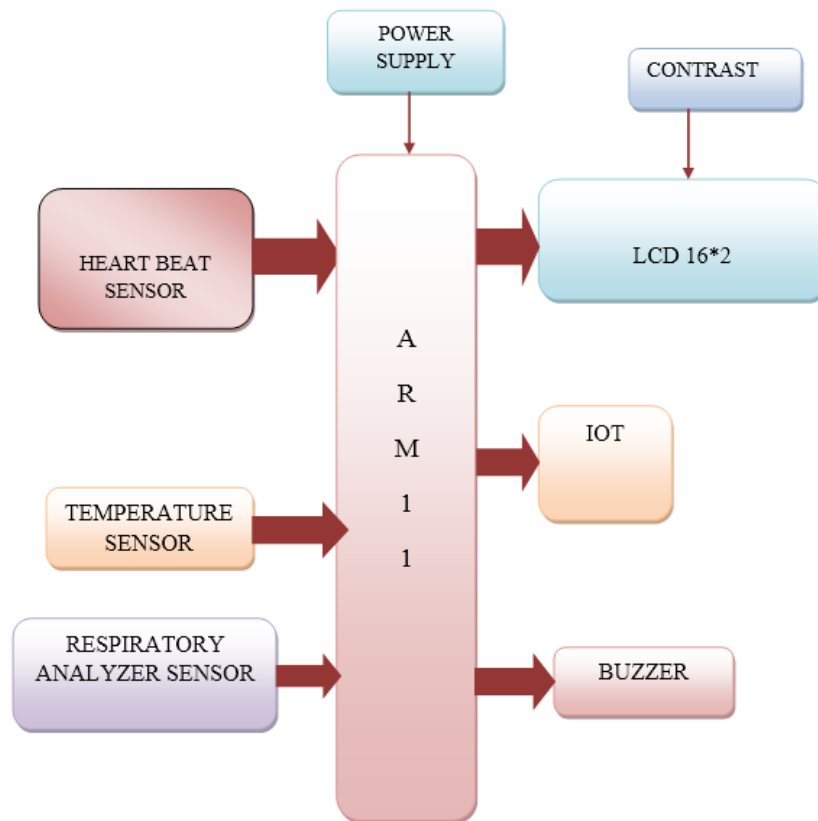 POWER
SUPPLY
CONTRAST
HEART BEAT
SENSOR
LCD 16*2
A
R
M
1
1
IOT
TEMPERATURE
SENSOR
RESPIRATORY
ANALYZER SENSOR
BUZZER